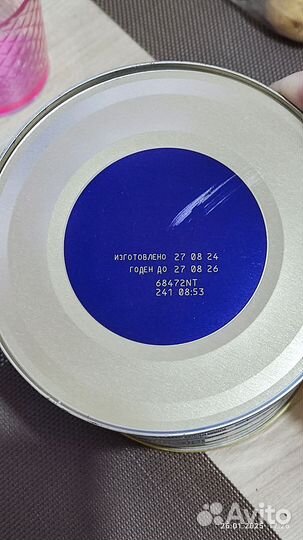 ИЗГОТОВЛЕНО 27 08 24
ГОДЕН ДО 27 08 26
68472NT
241 08:53
Avito